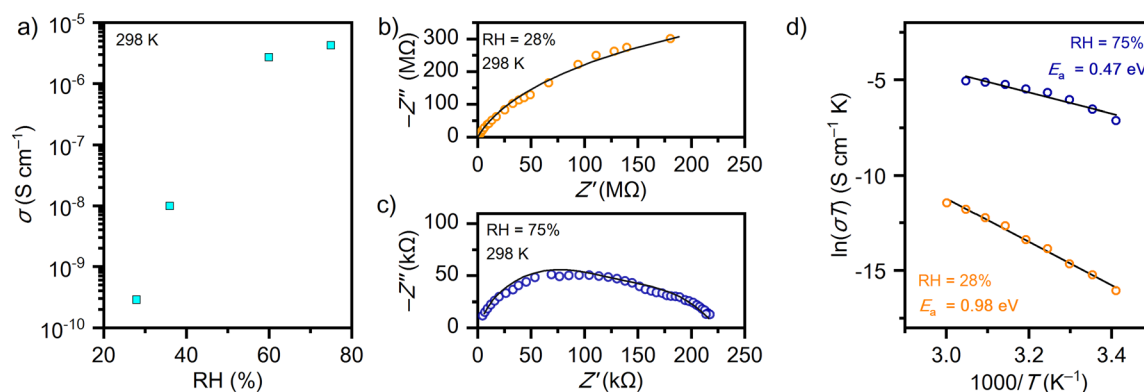 a)
298 K
10⁻⁵
10⁻⁶
10⁻⁷
10⁻⁸
10⁻⁹
10⁻¹⁰
σ (S cm⁻¹)
20
40
60
80
RH (%)
b)
RH = 28%
298 K
300
200
100
0
−Z″ (MΩ)
0
50
100
150
200
250
Z′(MΩ)
c)
RH = 75%
298 K
100
50
0
−Z″(kΩ)
0
50
100
150
200
250
Z′(kΩ)
d)
RH = 75%
Eₐ = 0.47 eV
-5
-10
-15
ln(σT) (S cm⁻¹ K)
RH = 28%
Eₐ = 0.98 eV
3.0
3.2
3.4
1000/T (K⁻¹)